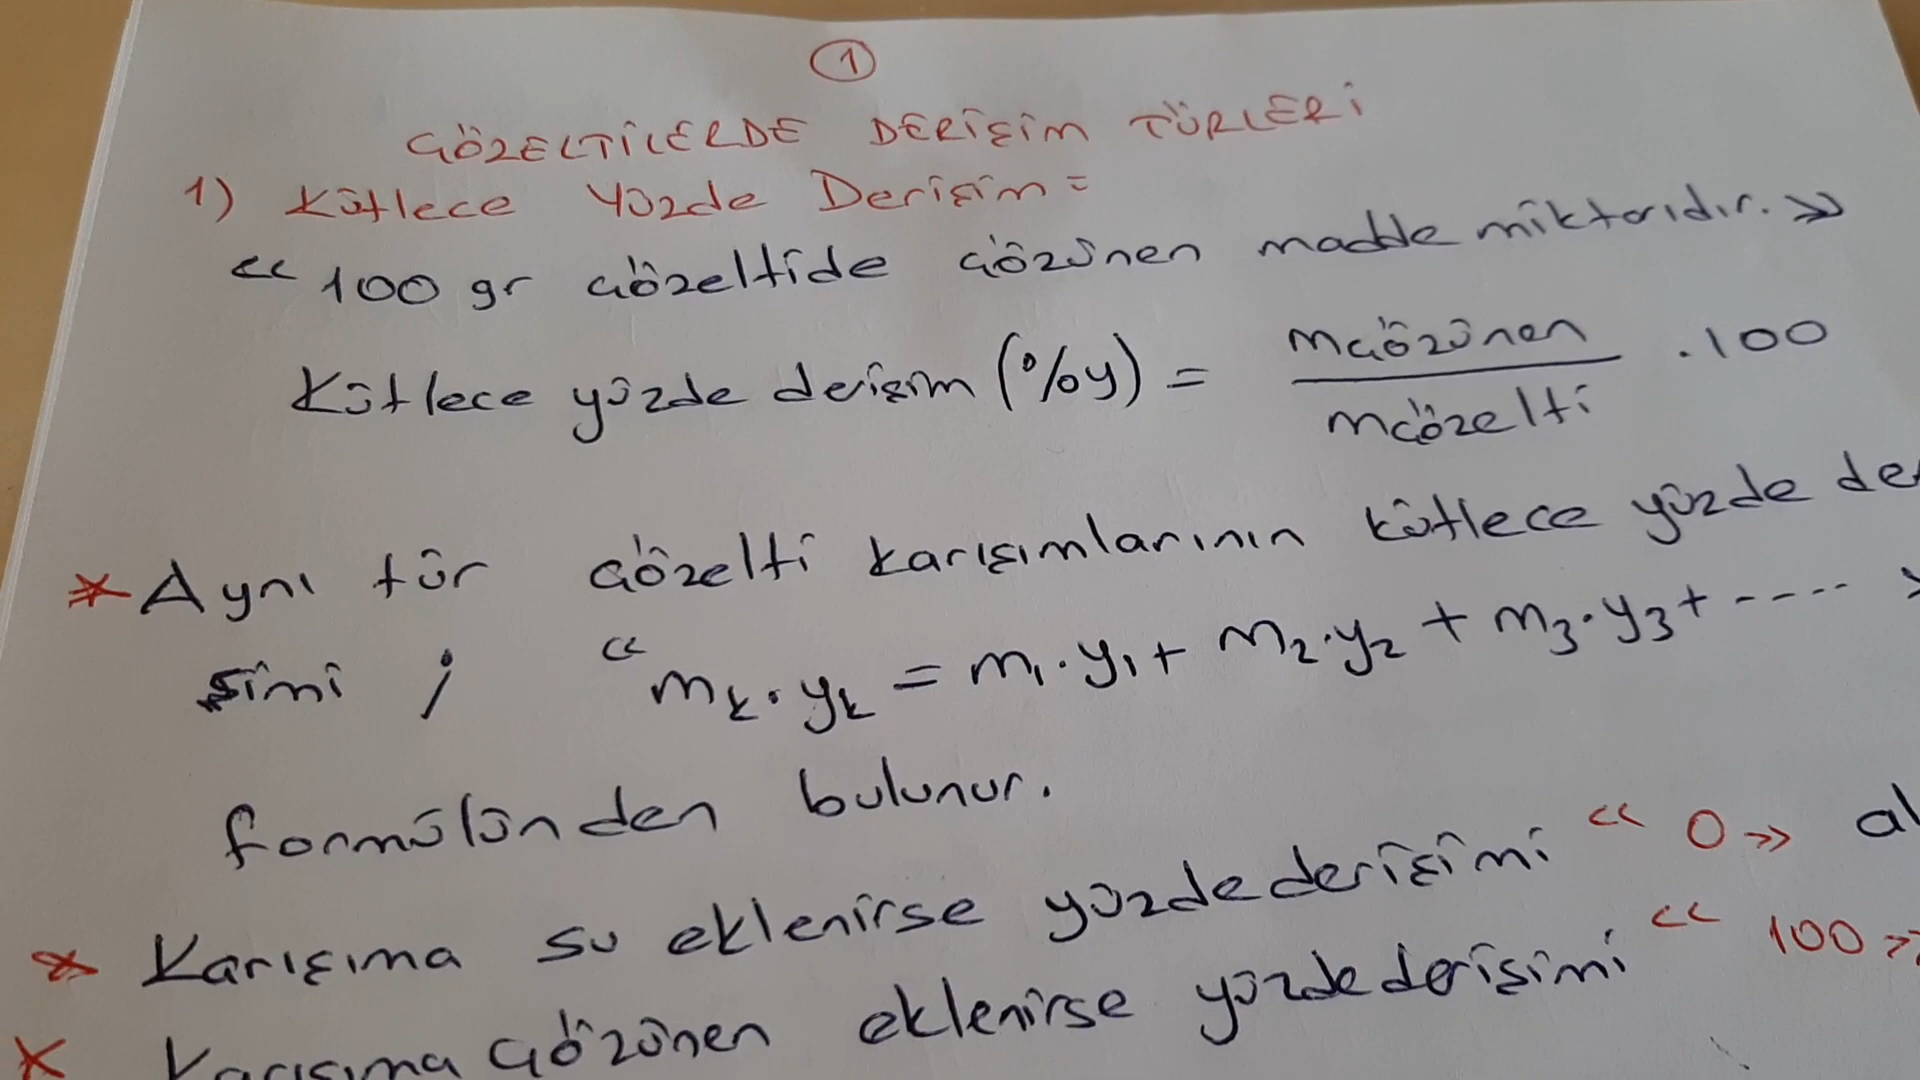 1
ÇÖZELTİLERDE DERİŞİM TÜRLERİ
1) Kütlece Yüzde Derişim =
<< 100 gr çözeltide çözünen madde miktarıdır. >>
Kütlece yüzde derişim (%y) = mçözünen / mçözelti . 100
* Aynı tür çözelti karışımlarının kütlece yüzde de
şimi ; << mk.yk = m1.y1 + m2.y2 + m3.y3 + ----
formülünden bulunur.
* Karışıma su eklenirse yüzde derişimi << 0 >> al
* Karışıma çözünen eklenirse yüzde derişimi << 100 >>